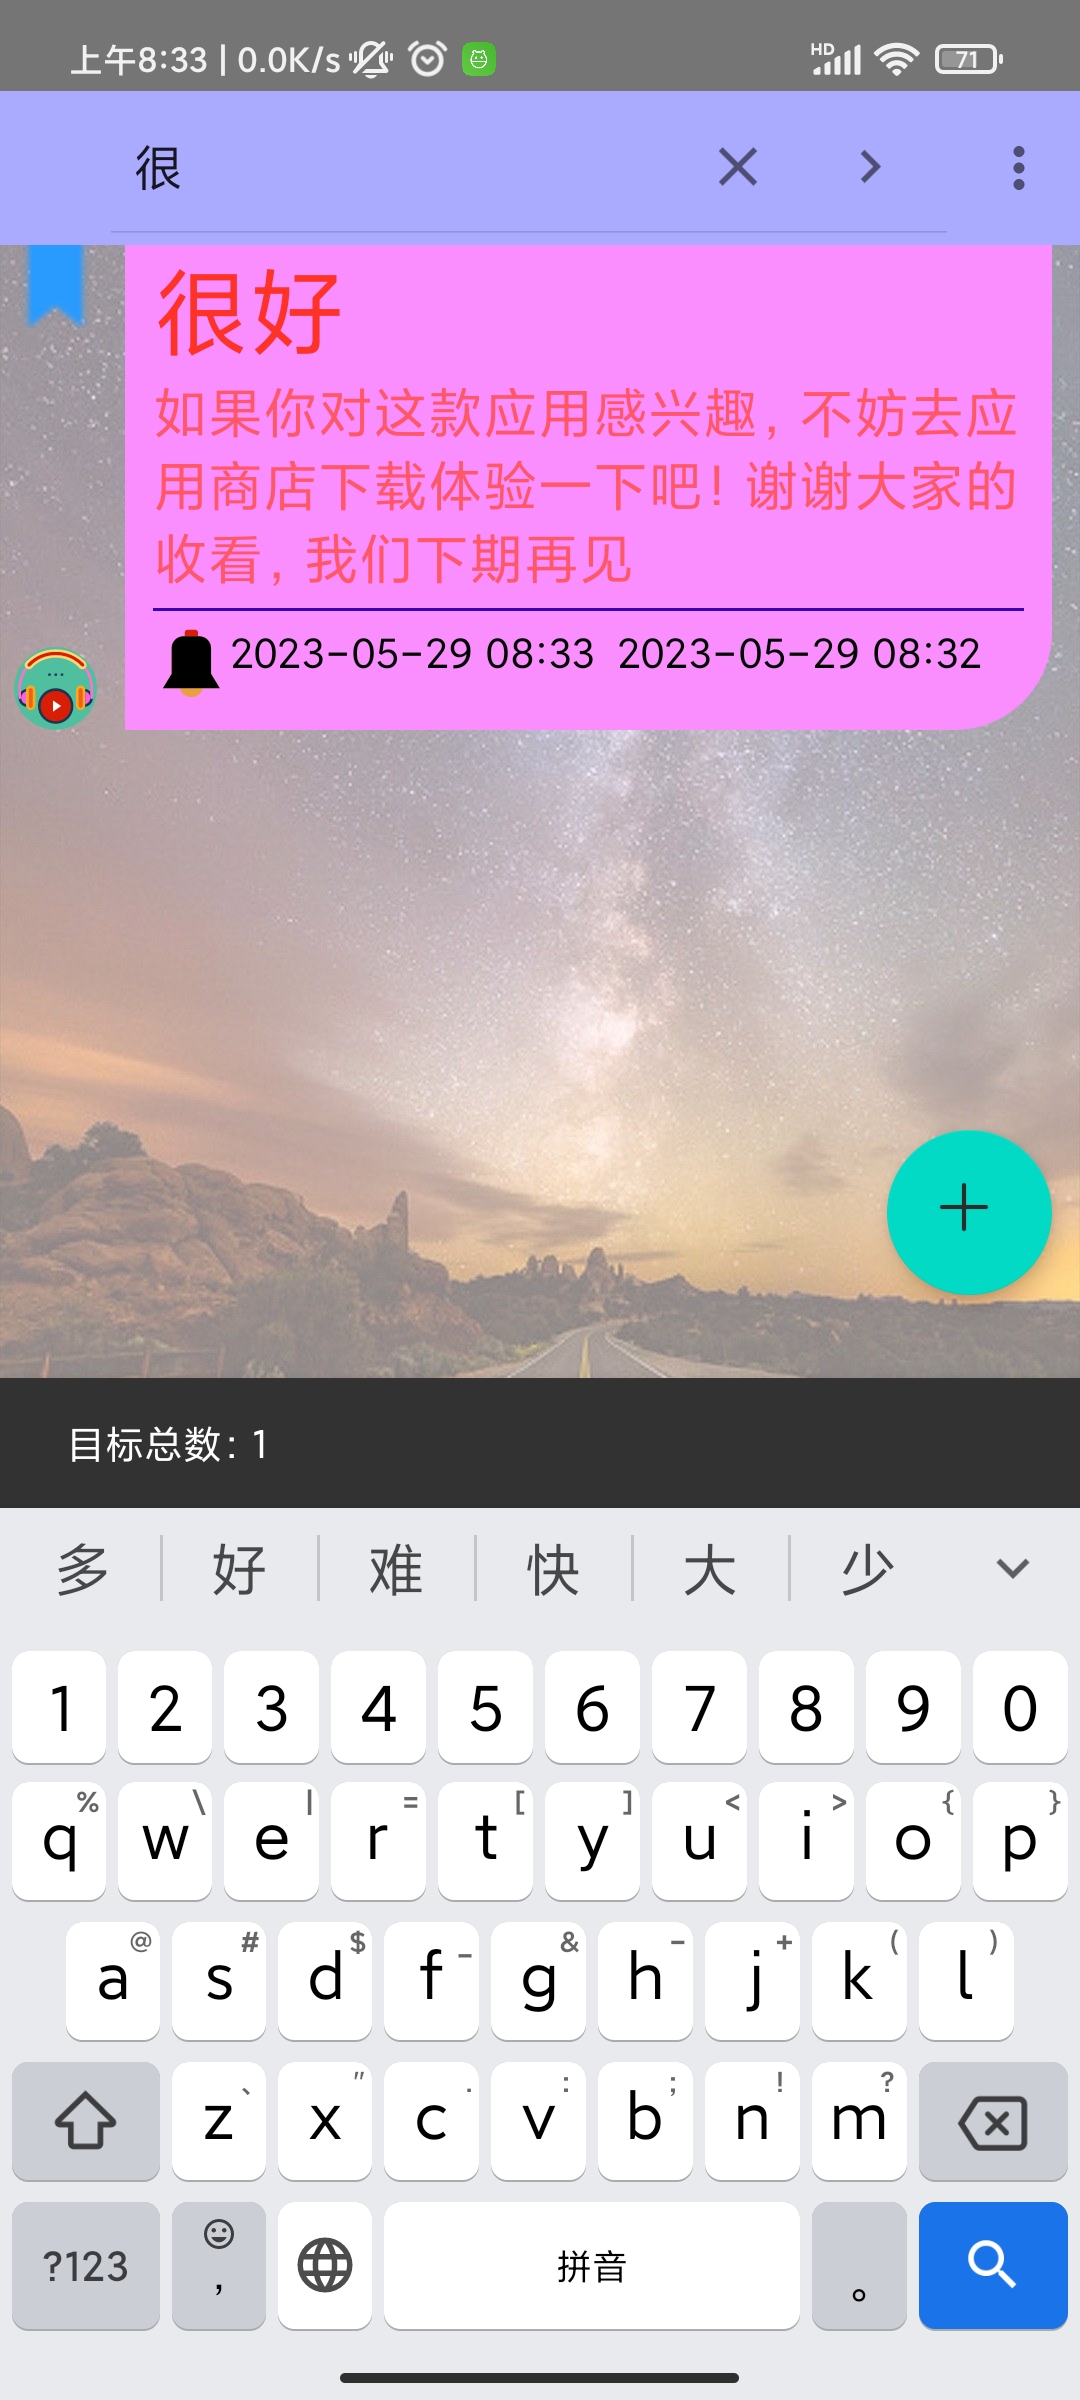 上午8:33 | 0.0K/s HD 71
很
很好
如果你对这款应用感兴趣，不妨去应
用商店下载体验一下吧！谢谢大家的
收看，我们下期再见
2023-05-29 08:33 2023-05-29 08:32
目标总数：1
多 好 难 快 大 少
1 2 3 4 5 6 7 8 9 0
% \ | = [ ] < > { }
q w e r t y u i o p
@ # $ _ & - + ( )
a s d f g h j k l
、 " . : ; ! ?
z x c v b n m
?123 , 拼音 。